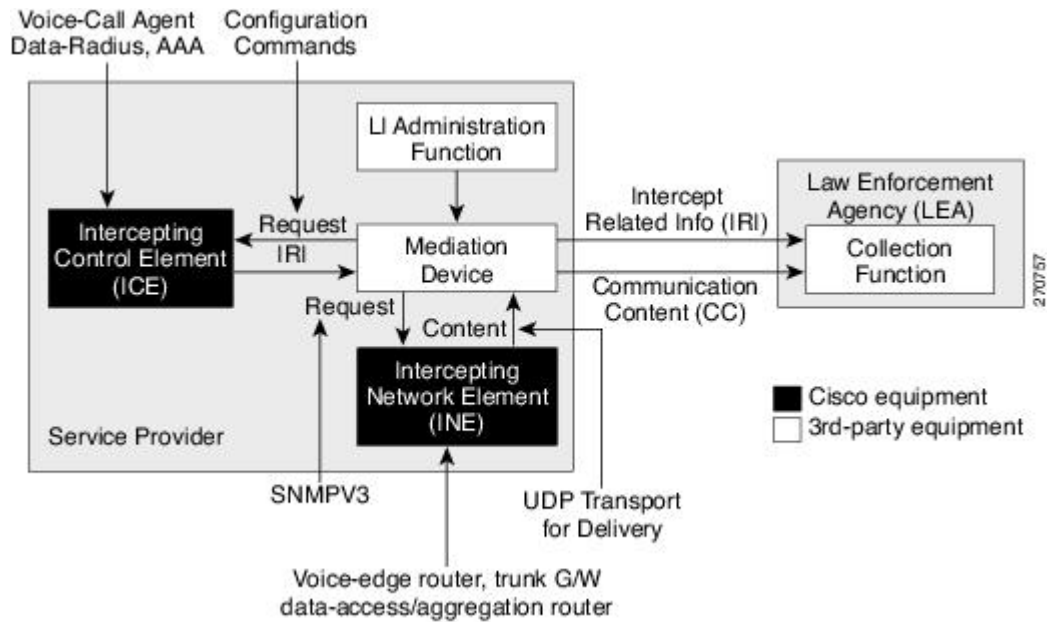 Voice-Call Agent
Data-Radius, AAA
Configuration
Commands
LI Administration
Function
Intercepting
Control Element
(ICE)
Request
IRI
Mediation
Device
Intercept
Related Info (IRI)
Communication
Content (CC)
Law Enforcement
Agency (LEA)
Collection
Function
270757
Request
Content
Intercepting
Network Element
(INE)
Service Provider
Cisco equipment
3rd-party equipment
SNMPV3
UDP Transport
for Delivery
Voice-edge router, trunk G/W
data-access/aggregation router